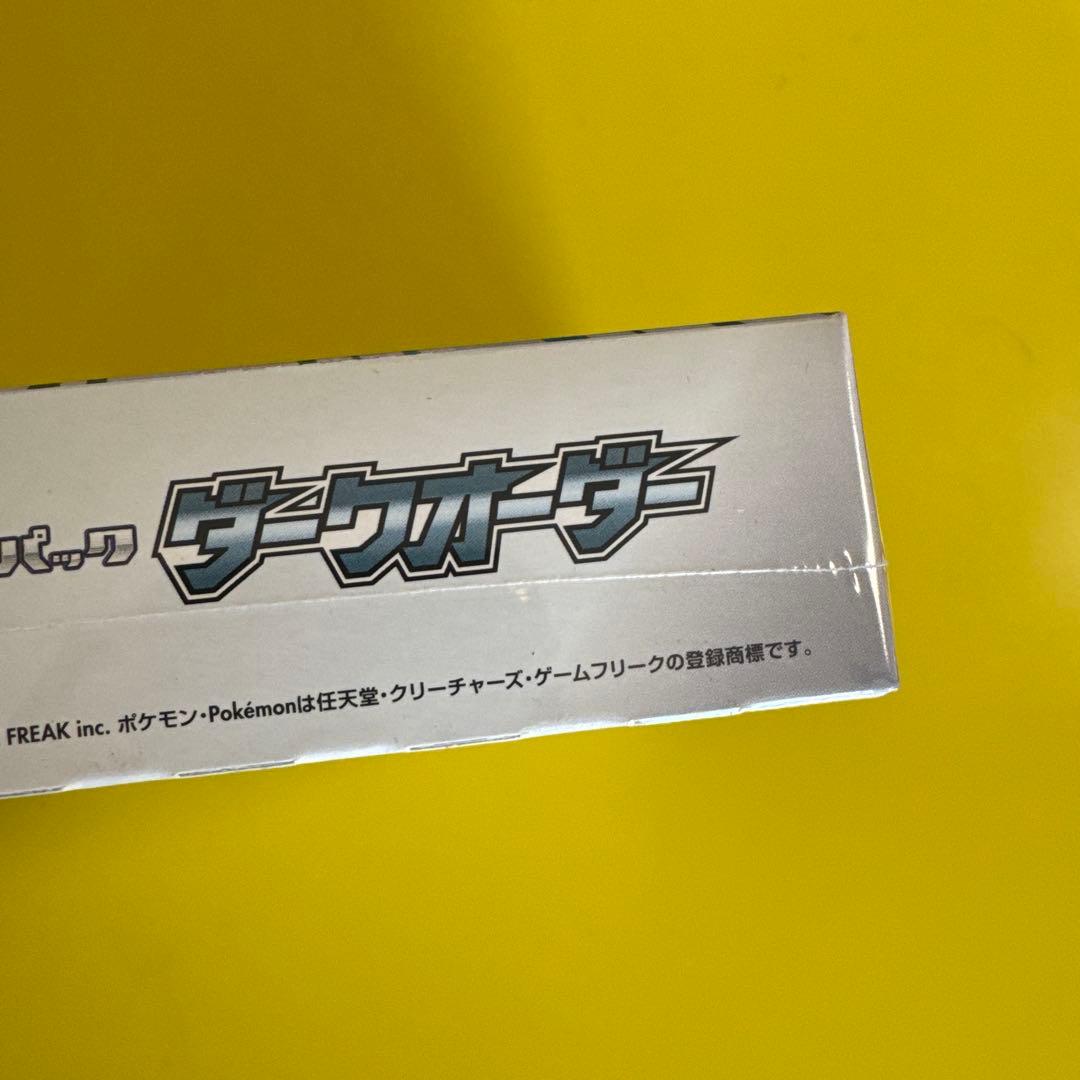 パック ダークオーダー
FREAK inc. ポケモン・Pokémonは任天堂・クリーチャーズ・ゲームフリークの登録商標です。